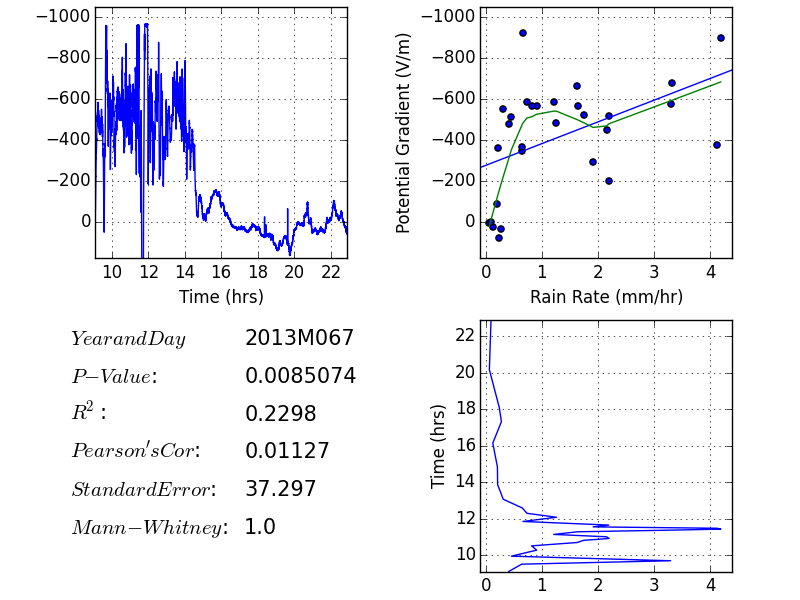 −1000
−800
−600
−400
−200
0
10 12 14 16 18 20 22
Time (hrs)
Potential Gradient (V/m)
−1000
−800
−600
−400
−200
0
0 1 2 3 4
Rain Rate (mm/hr)
YearandDay 2013M067
P−Value: 0.0085074
R²: 0.2298
Pearson'sCor: 0.01127
StandardError: 37.297
Mann−Whitney: 1.0
Time (hrs)
22
20
18
16
14
12
10
0 1 2 3 4